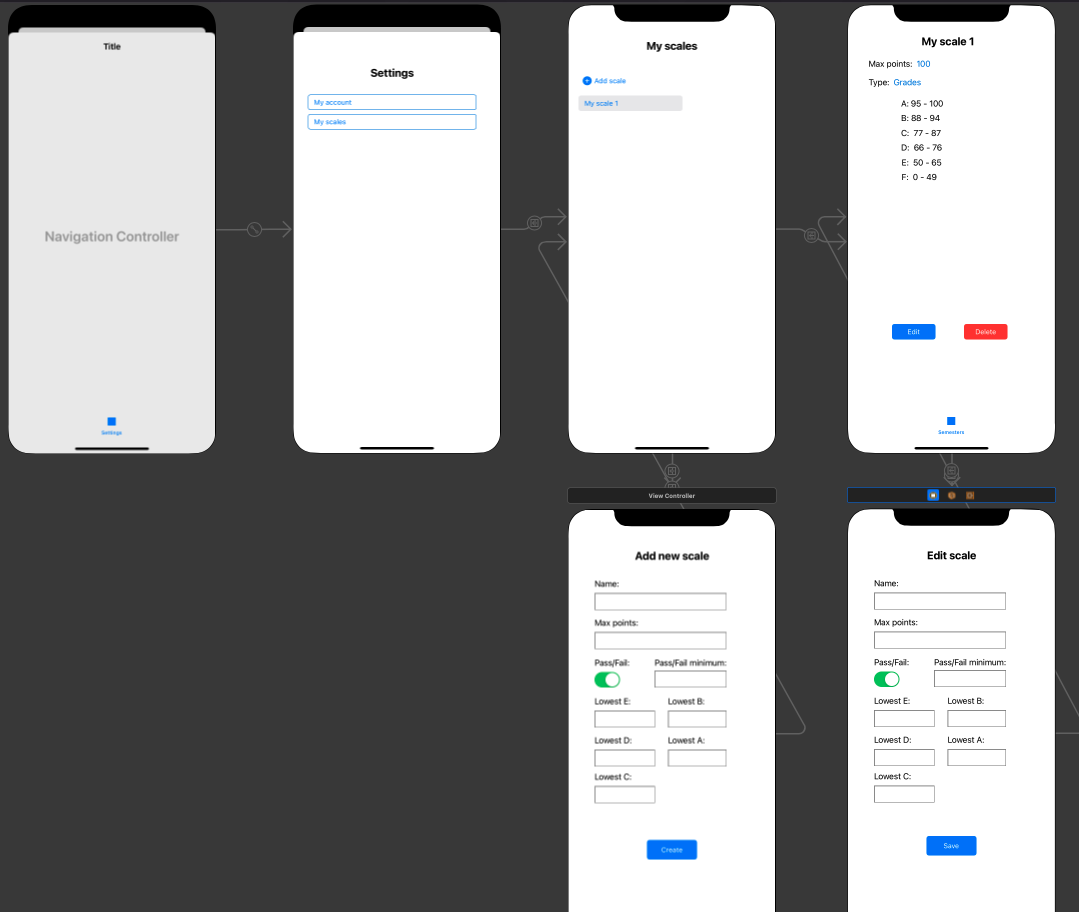 Title
Navigation Controller
Settings
Settings
My account
My scales
My scales
Add scale
My scale 1
My scale 1
Max points: 100
Type: Grades
A: 95 - 100
B: 88 - 94
C: 77 - 87
D: 66 - 76
E: 50 - 65
F: 0 - 49
Edit
Delete
Semesters
View Controller
Add new scale
Name:
Max points:
Pass/Fail: Pass/Fail minimum:
Lowest E: Lowest B:
Lowest D: Lowest A:
Lowest C:
Create
Edit scale
Name:
Max points:
Pass/Fail: Pass/Fail minimum:
Lowest E: Lowest B:
Lowest D: Lowest A:
Lowest C:
Save